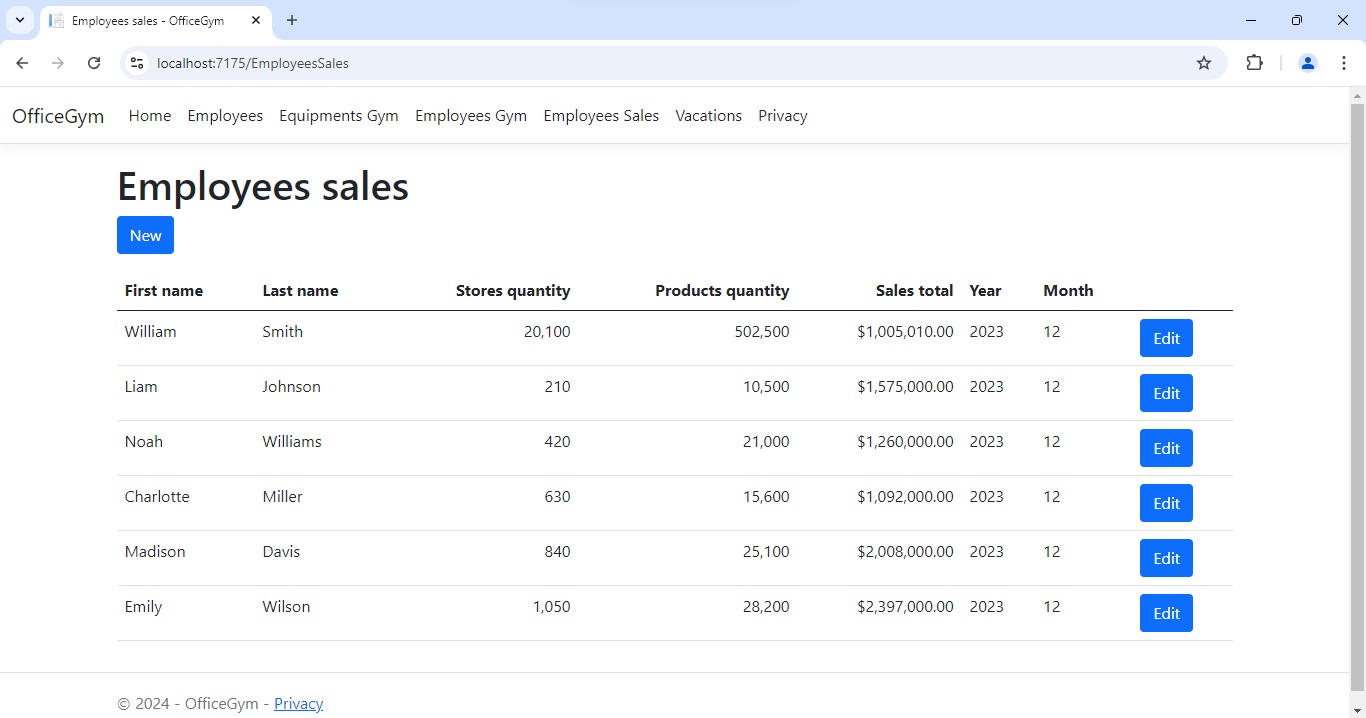 Employees sales - OfficeGym
localhost:7175/EmployeesSales
OfficeGym Home Employees Equipments Gym Employees Gym Employees Sales Vacations Privacy
Employees sales
New
First name Last name Stores quantity Products quantity Sales total Year Month
William Smith 20,100 502,500 $1,005,010.00 2023 12 Edit
Liam Johnson 210 10,500 $1,575,000.00 2023 12 Edit
Noah Williams 420 21,000 $1,260,000.00 2023 12 Edit
Charlotte Miller 630 15,600 $1,092,000.00 2023 12 Edit
Madison Davis 840 25,100 $2,008,000.00 2023 12 Edit
Emily Wilson 1,050 28,200 $2,397,000.00 2023 12 Edit
© 2024 - OfficeGym - Privacy